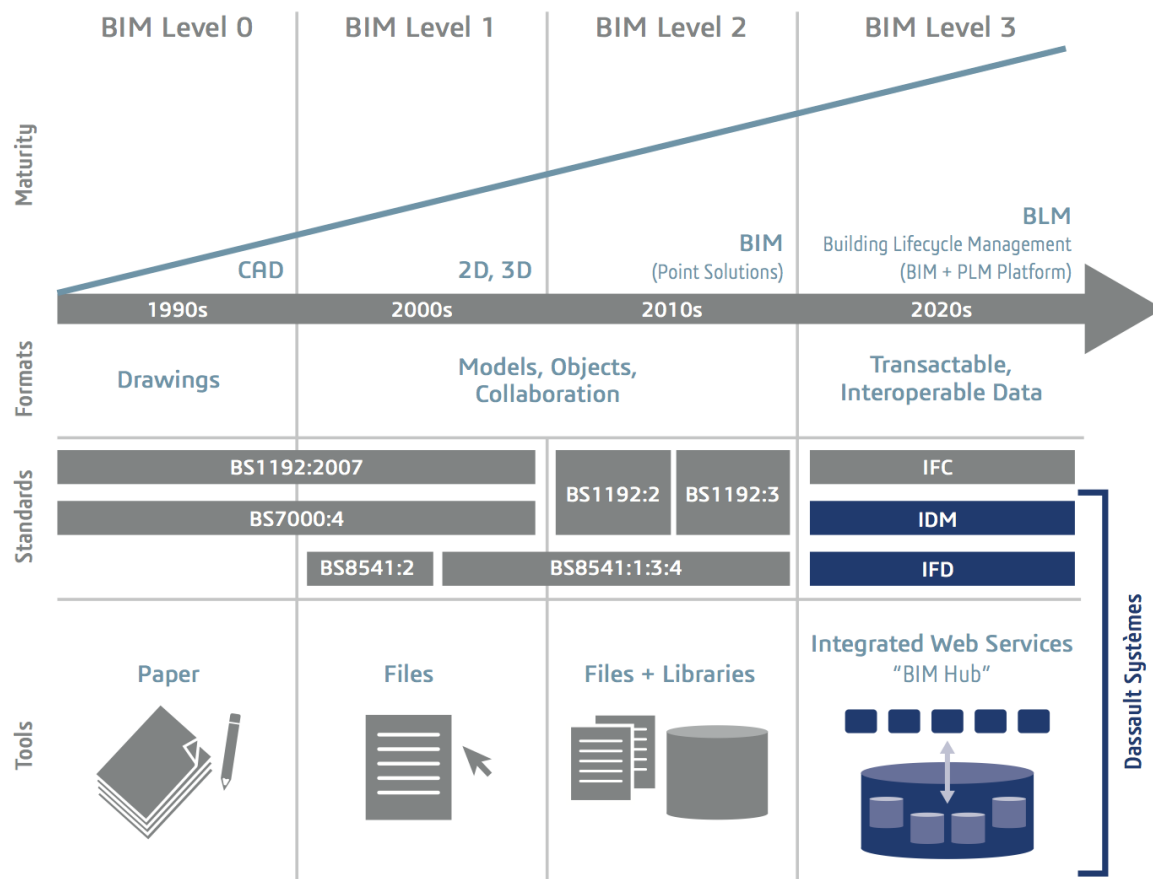 BIM Level 0
BIM Level 1
BIM Level 2
BIM Level 3
Maturity
CAD
2D, 3D
BIM
(Point Solutions)
BLM
Building Lifecycle Management
(BIM + PLM Platform)
1990s
2000s
2010s
2020s
Formats
Drawings
Models, Objects,
Collaboration
Transactable,
Interoperable Data
Standards
BS1192:2007
BS1192:2
BS1192:3
IFC
BS7000:4
IDM
BS8541:2
BS8541:1:3:4
IFD
Tools
Paper
Files
Files + Libraries
Integrated Web Services
“BIM Hub”
Dassault Systèmes